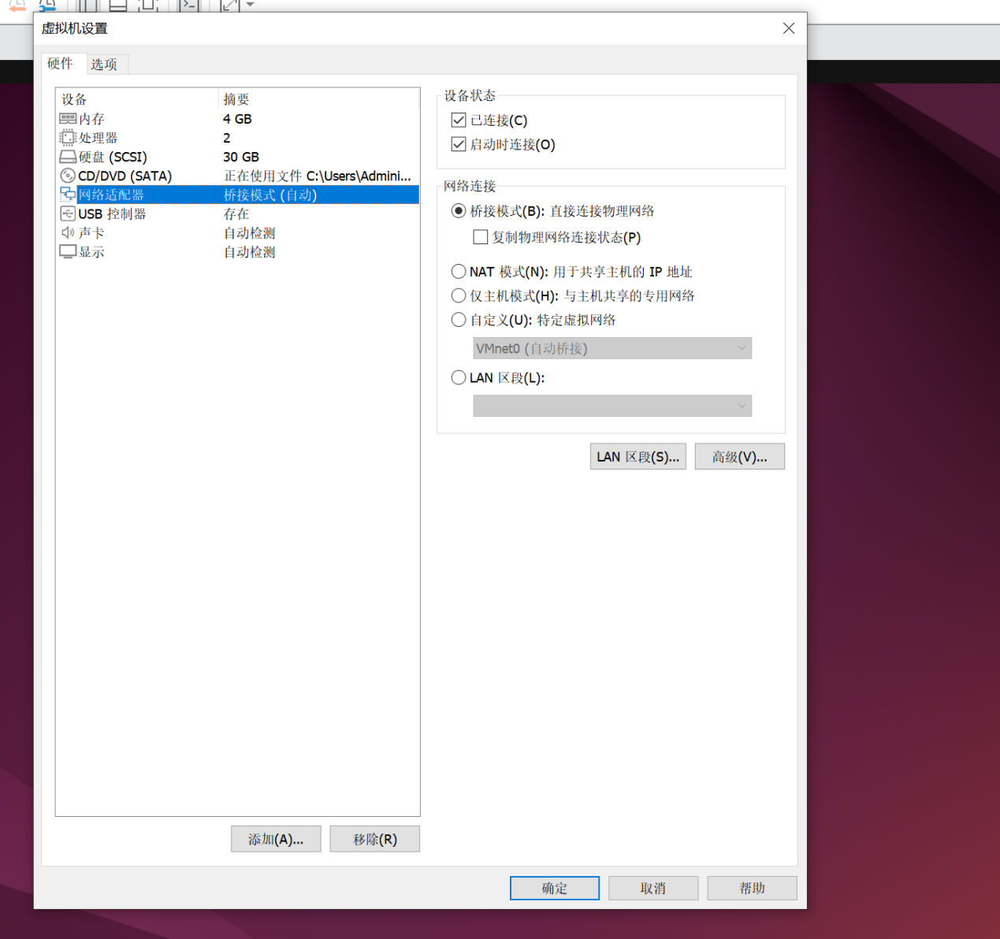 虚拟机设置
硬件 选项
设备 摘要
内存 4 GB
处理器 2
硬盘 (SCSI) 30 GB
CD/DVD (SATA) 正在使用文件 C:\Users\Admini...
网络适配器 桥接模式 (自动)
USB 控制器 存在
声卡 自动检测
显示 自动检测
添加(A)... 移除(R)
设备状态
已连接(C)
启动时连接(O)
网络连接
桥接模式(B): 直接连接物理网络
复制物理网络连接状态(P)
NAT 模式(N): 用于共享主机的 IP 地址
仅主机模式(H): 与主机共享的专用网络
自定义(U): 特定虚拟网络
VMnet0 (自动桥接)
LAN 区段(L):
LAN 区段(S)... 高级(V)...
确定 取消 帮助